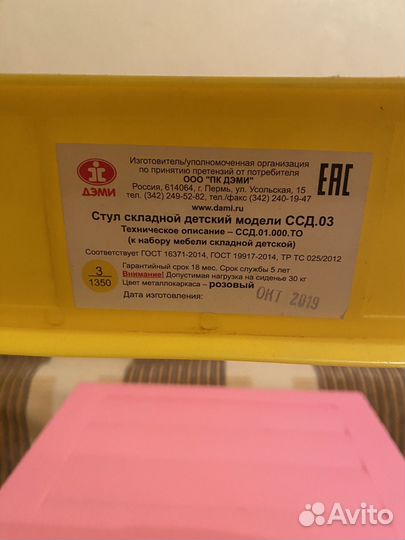 Изготовитель/уполномоченная организация
по принятию претензий от потребителя
ООО "ПК ДЭМИ"
Россия, 614064, г. Пермь, ул. Усольская, 15
тел. (342) 249-52-82, тел./факс (342) 240-19-47
www.dami.ru
ДЭМИ
EAC
Стул складной детский модели ССД.03
Техническое описание – ССД.01.000.ТО
(к набору мебели складной детской)
Соответствует ГОСТ 16371-2014, ГОСТ 19917-2014, ТР ТС 025/2012
3
1350
Гарантийный срок 18 мес. Срок службы 5 лет
Внимание! Допустимая нагрузка на сиденье 30 кг
Цвет металлокаркаса – розовый
Дата изготовления: ОКТ 2019
Avito